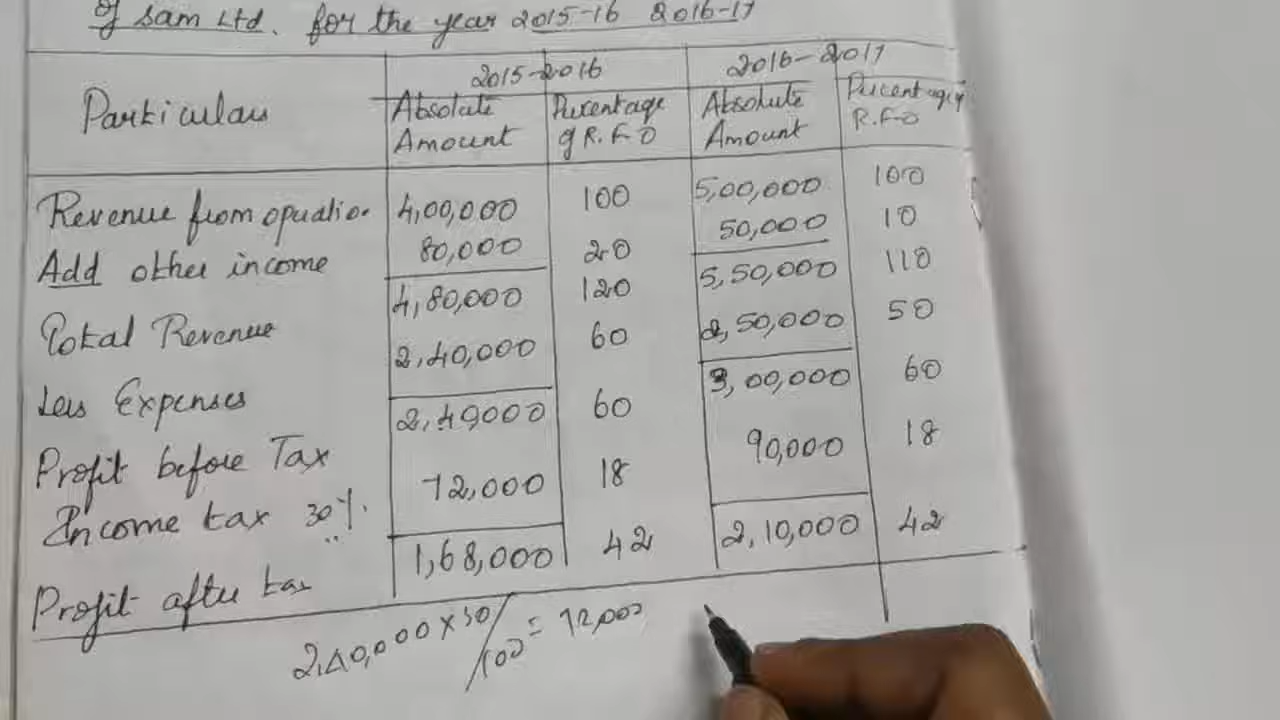 of Sam Ltd. for the year 2015-16 2016-17
Particulars 2015-2016 2016-2017
Absolute Amount Percentage of R.F.O Absolute Amount Percentage of R.F.O
Revenue from operatio. 4,00,000 100 5,00,000 100
Add other income 80,000 20 50,000 10
Total Revenue 4,80,000 120 5,50,000 110
Less Expenses 2,40,000 60 2,50,000 50
Profit before Tax 2,40000 60 3,00,000 60
Income tax 30%. 72,000 18 90,000 18
Profit after tax 1,68,000 42 2,10,000 42
2,40,000 x 30/100 = 72,000